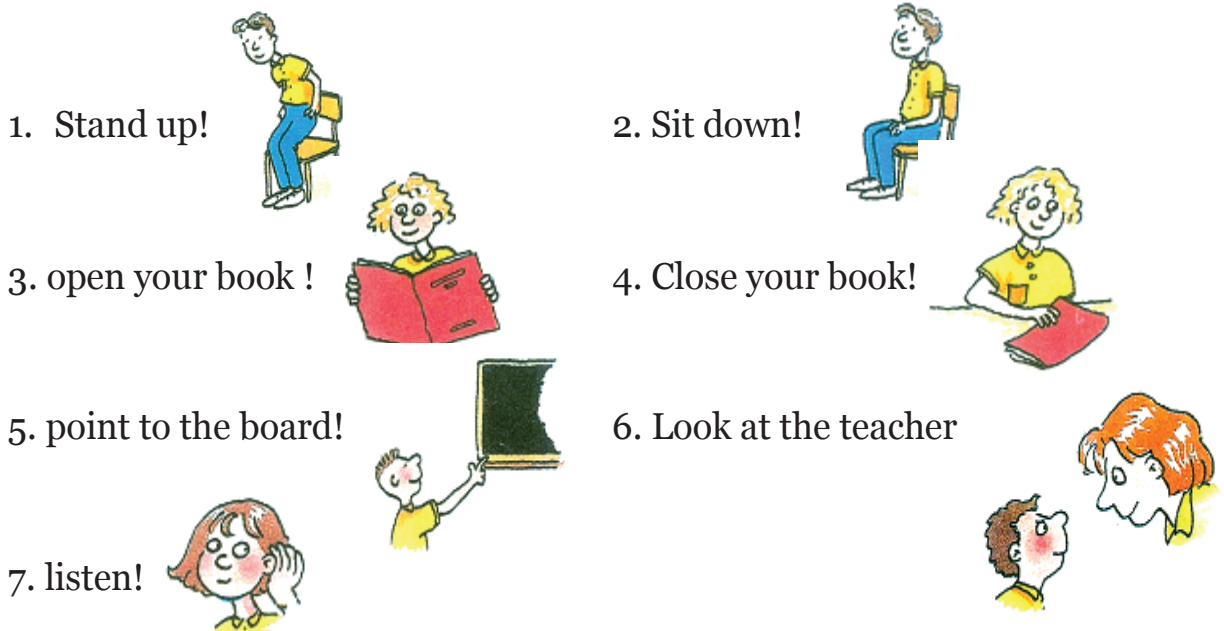 1. Stand up!
2. Sit down!
3. open your book !
4. Close your book!
5. point to the board!
6. Look at the teacher
7. listen!